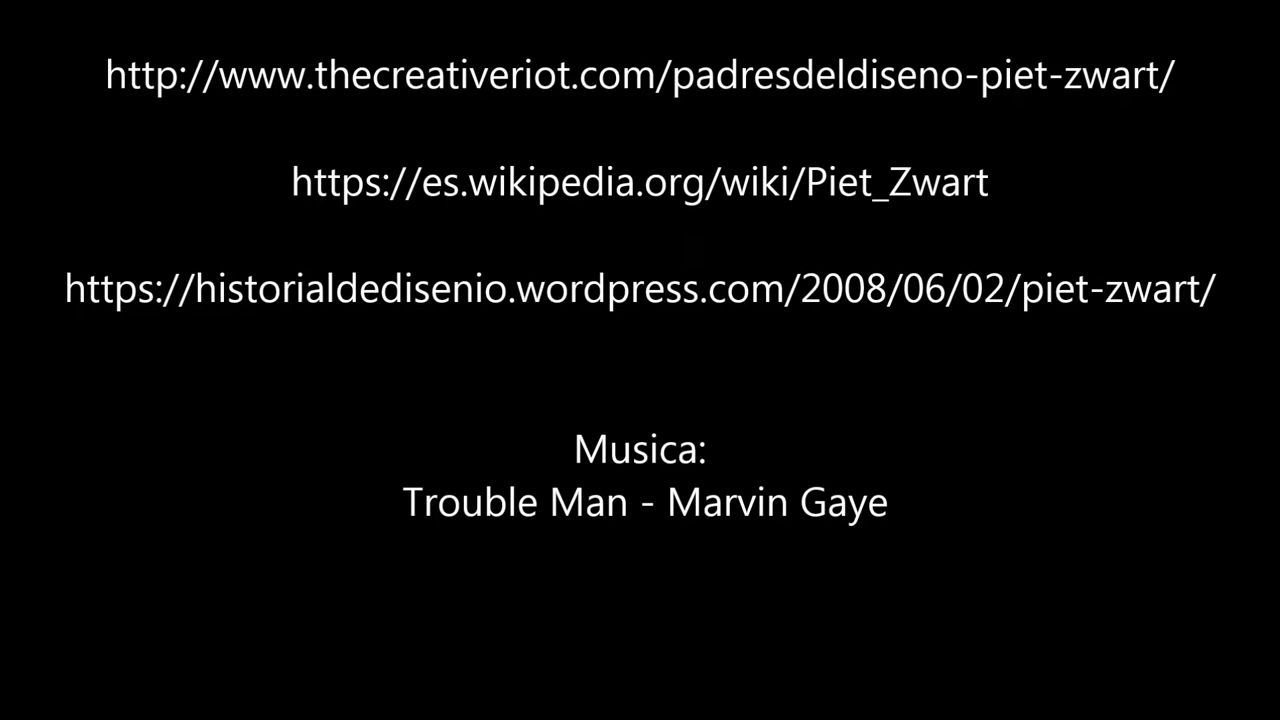 http://www.thecreativeriot.com/padresdeldiseno-piet-zwart/
https://es.wikipedia.org/wiki/Piet_Zwart
https://historialdedisenio.wordpress.com/2008/06/02/piet-zwart/
Musica:
Trouble Man - Marvin Gaye